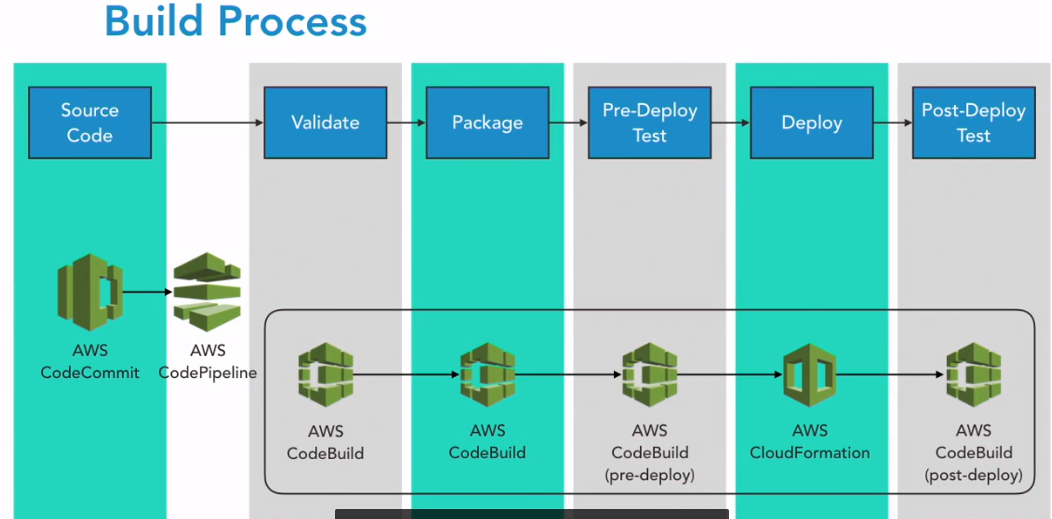 Build Process
Source
Code
Validate
Package
Pre-Deploy
Test
Deploy
Post-Deploy
Test
AWS
CodeCommit
AWS
CodePipeline
AWS
CodeBuild
AWS
CodeBuild
AWS
CodeBuild
(pre-deploy)
AWS
CloudFormation
AWS
CodeBuild
(post-deploy)